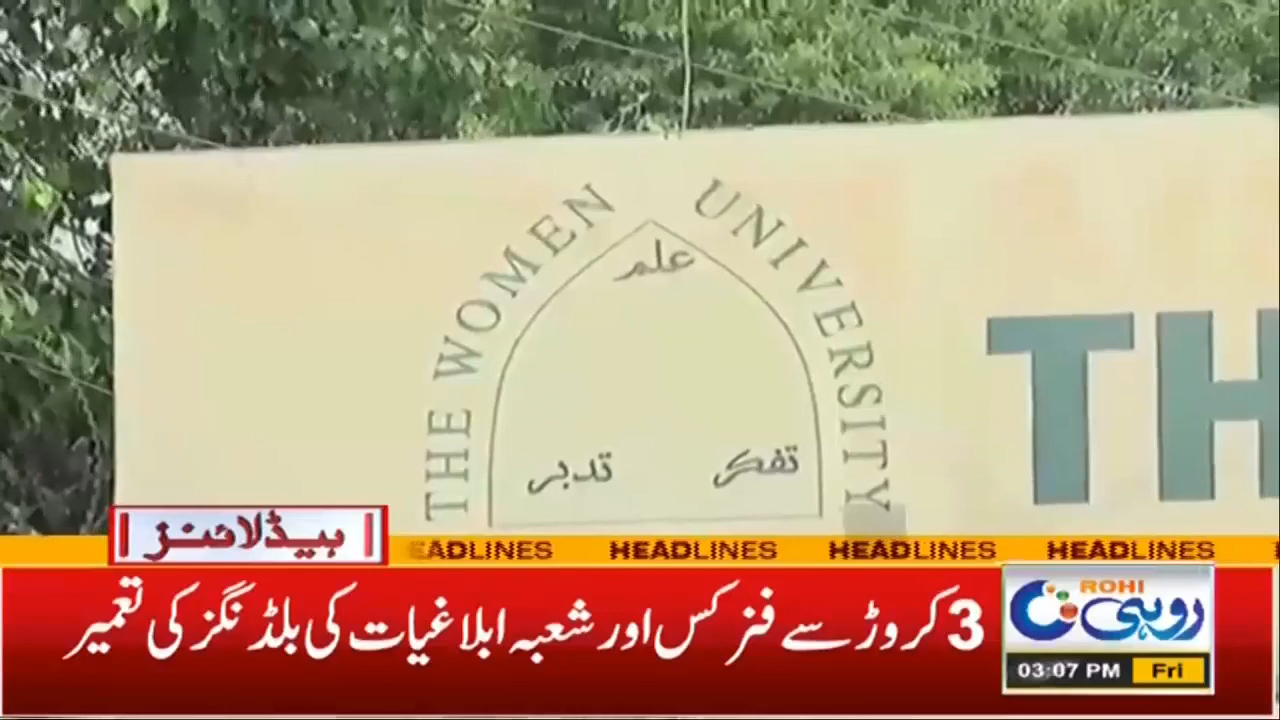 THE WOMEN UNIVERSITY
علم
تفکر تدبر
TH
ہیڈلائنز
EADLINES HEADLINES HEADLINES HEADLINES
3 کروڑ سے فزکس اور شعبہ ابلاغیات کی بلڈنگز کی تعمیر
ROHI
روہی
03:07 PM Fri